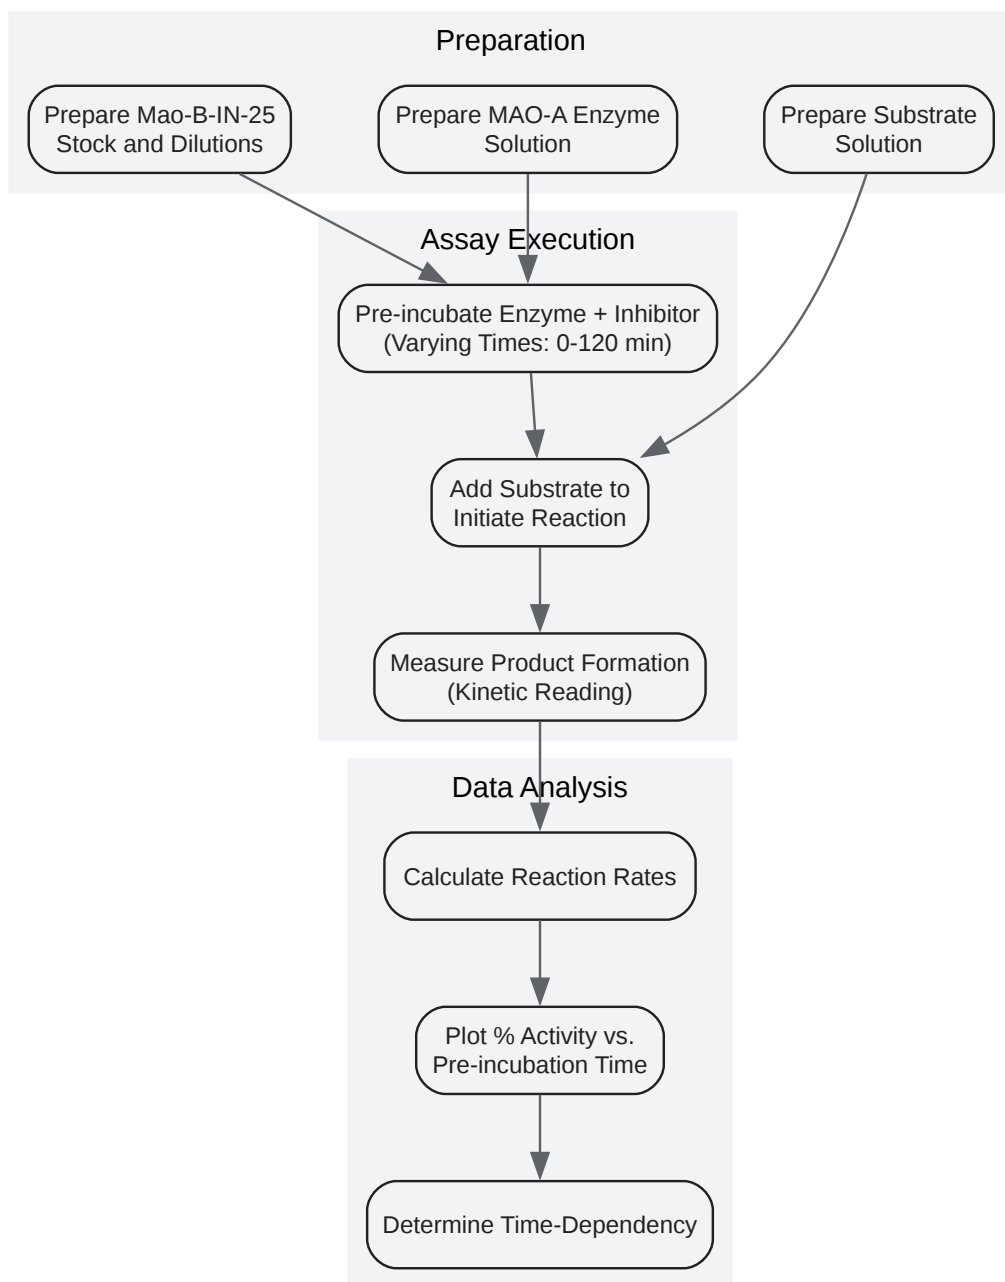 Preparation
Prepare Mao-B-IN-25
Stock and Dilutions
Prepare MAO-A Enzyme
Solution
Prepare Substrate
Solution
Assay Execution
Pre-incubate Enzyme + Inhibitor
(Varying Times: 0-120 min)
Add Substrate to
Initiate Reaction
Measure Product Formation
(Kinetic Reading)
Data Analysis
Calculate Reaction Rates
Plot % Activity vs.
Pre-incubation Time
Determine Time-Dependency